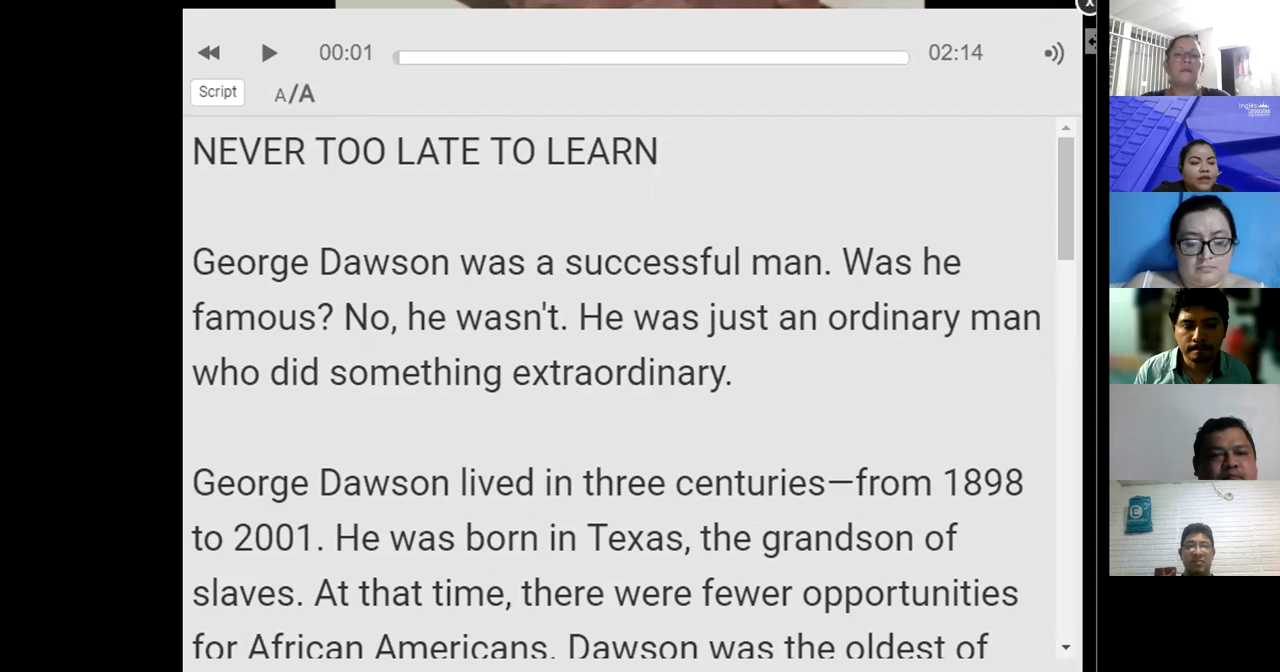 00:01
02:14
Script
A/A
NEVER TOO LATE TO LEARN
George Dawson was a successful man. Was he
famous? No, he wasn't. He was just an ordinary man
who did something extraordinary.
George Dawson lived in three centuries—from 1898
to 2001. He was born in Texas, the grandson of
slaves. At that time, there were fewer opportunities
for African Americans. Dawson was the oldest of
Inglés